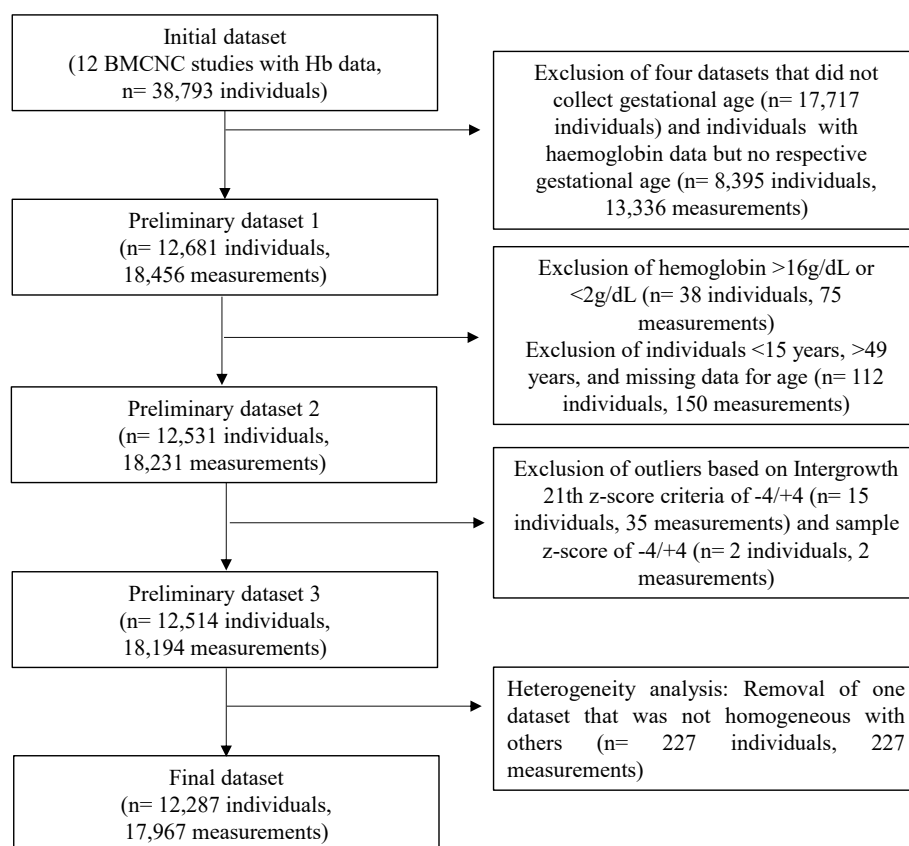 Initial dataset
(12 BMCNC studies with Hb data,
n= 38,793 individuals)
Exclusion of four datasets that did not
collect gestational age (n= 17,717
individuals) and individuals with
haemoglobin data but no respective
gestational age (n= 8,395 individuals,
13,336 measurements)
Preliminary dataset 1
(n= 12,681 individuals,
18,456 measurements)
Exclusion of hemoglobin >16g/dL or
<2g/dL (n= 38 individuals, 75
measurements)
Exclusion of individuals <15 years, >49
years, and missing data for age (n= 112
individuals, 150 measurements)
Preliminary dataset 2
(n= 12,531 individuals,
18,231 measurements)
Exclusion of outliers based on Intergrowth
21th z-score criteria of -4/+4 (n= 15
individuals, 35 measurements) and sample
z-score of -4/+4 (n= 2 individuals, 2
measurements)
Preliminary dataset 3
(n= 12,514 individuals,
18,194 measurements)
Heterogeneity analysis: Removal of one
dataset that was not homogeneous with
others (n= 227 individuals, 227
measurements)
Final dataset
(n= 12,287 individuals,
17,967 measurements)